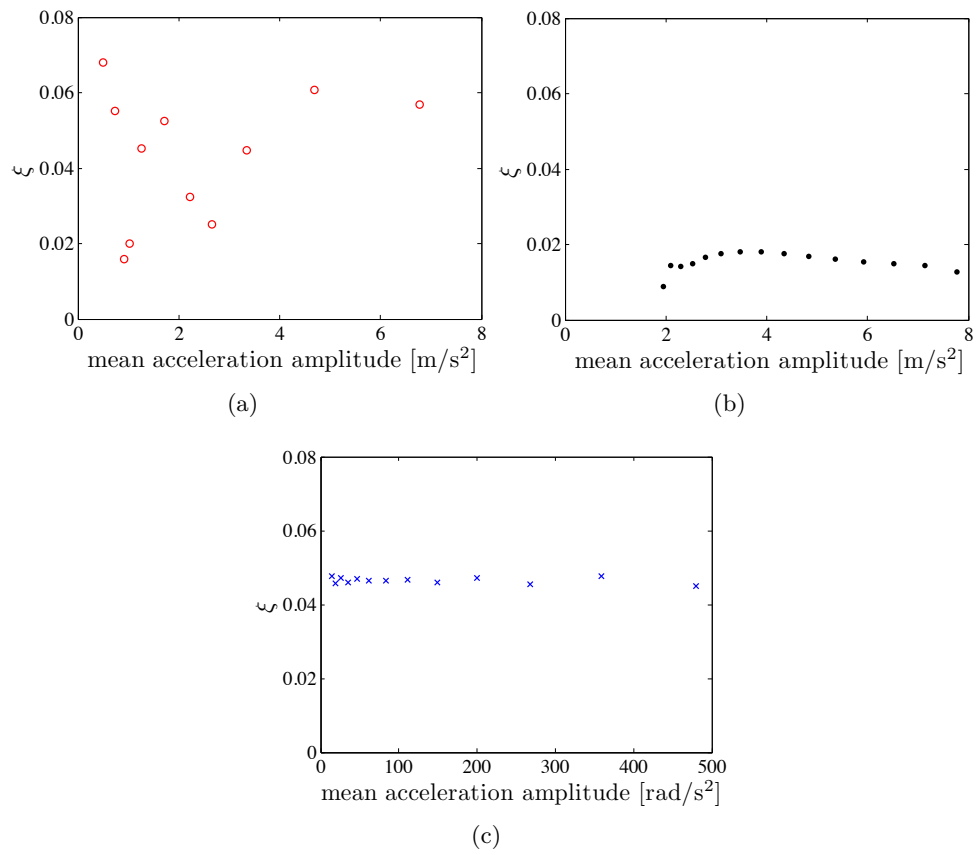 0.08
0.06
0.04
0.02
0
ξ
0 2 4 6 8
mean acceleration amplitude [m/s²]
(a)
0.08
0.06
0.04
0.02
0
ξ
0 2 4 6 8
mean acceleration amplitude [m/s²]
(b)
0.08
0.06
0.04
0.02
0
ξ
0 100 200 300 400 500
mean acceleration amplitude [rad/s²]
(c)